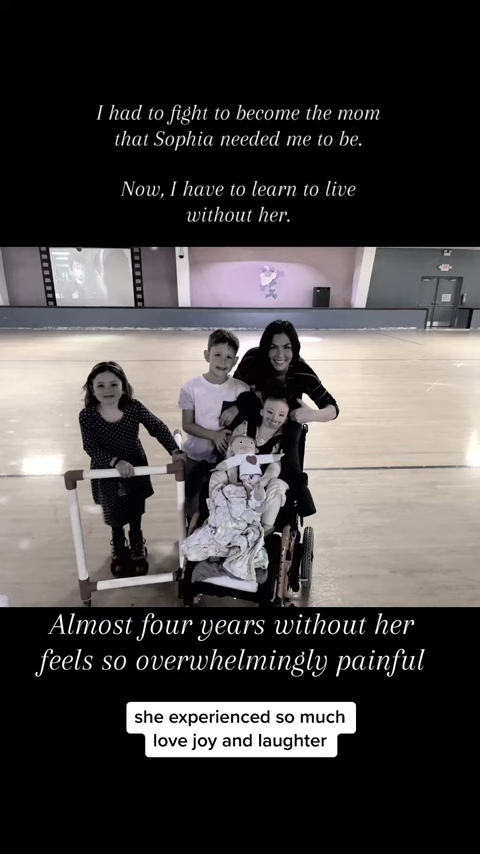 I had to fight to become the mom
that Sophia needed me to be.
Now, I have to learn to live
without her.
Almost four years without her
feels so overwhelmingly painful
she experienced so much
love joy and laughter